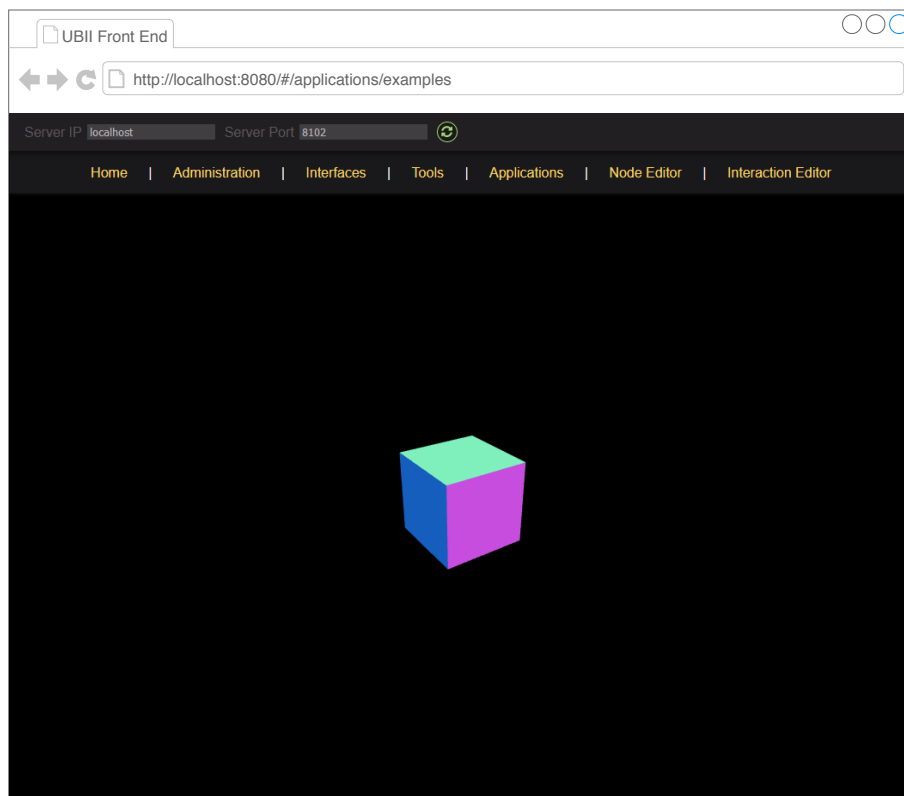 UBII Front End
http://localhost:8080/#/applications/examples
Server IP localhost Server Port 8102
Home | Administration | Interfaces | Tools | Applications | Node Editor | Interaction Editor